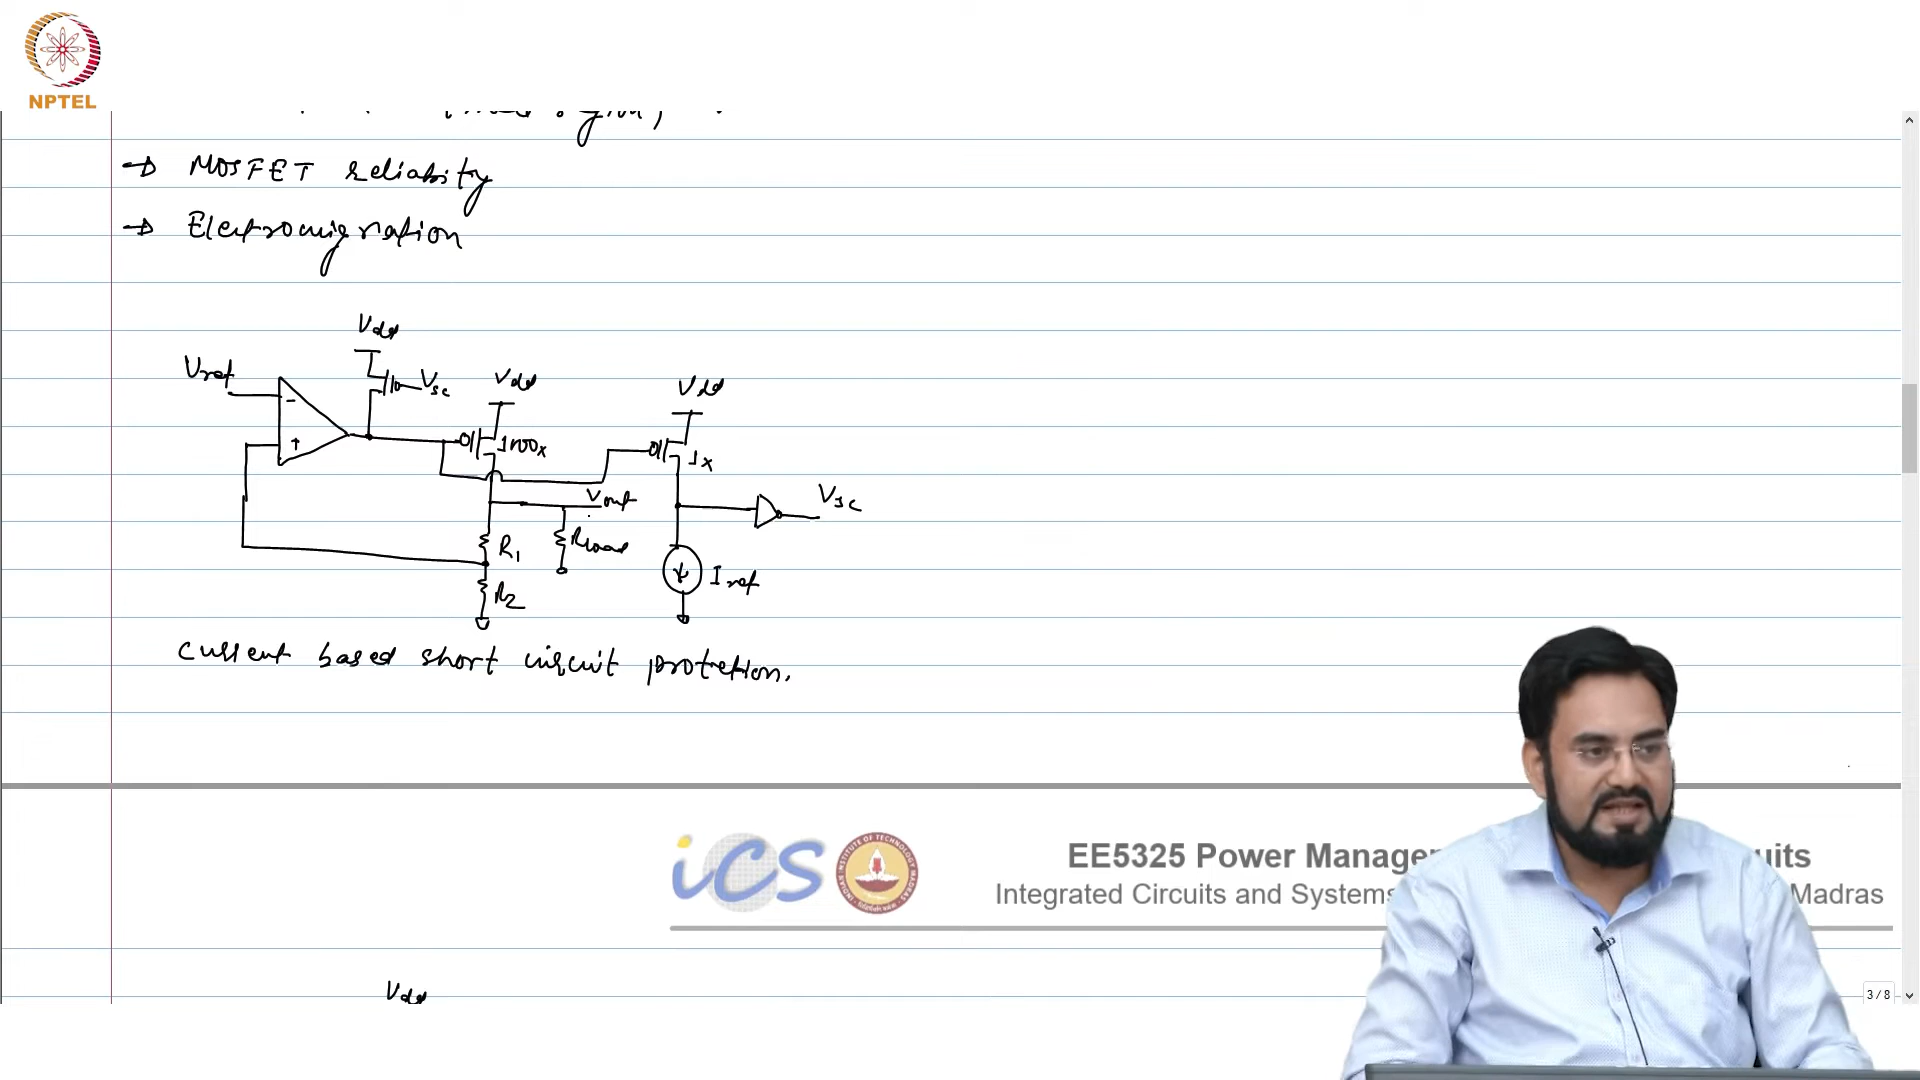 NPTEL
→ MOSFET reliability
→ Electromigration
Vdd
Vref
Vsc
Vdd
Vdd
-
+
1000x
1x
Vout
Vsc
R1
Rload
Iref
R2
current based short circuit protection.
ics
EE5325 Power Manage uits
Integrated Circuits and Systems Madras
Vdd
3 / 8